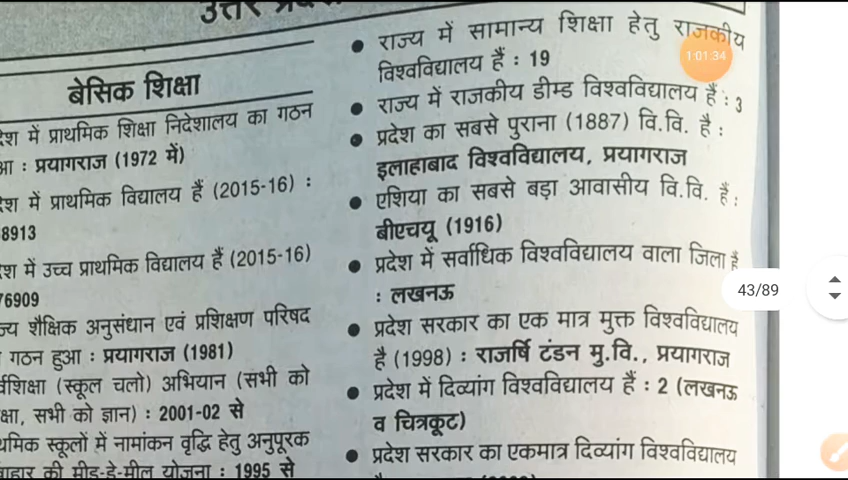 उत्तर
बेसिक शिक्षा
में प्राथमिक शिक्षा निदेशालय का गठन
: प्रयागराज (1972 में)
में प्राथमिक विद्यालय हैं (2015-16) :
8913
में उच्च प्राथमिक विद्यालय हैं (2015-16)
76909
शैक्षिक अनुसंधान एवं प्रशिक्षण परिषद
गठन हुआ : प्रयागराज (1981)
(स्कूल चलो) अभियान (सभी को
सभी को ज्ञान) : 2001-02 से
स्कूलों में नामांकन वृद्धि हेतु अनुपूरक
की मीड-डे-मील योजना : 1995 से
● राज्य में सामान्य शिक्षा हेतु राजकीय
विश्वविद्यालय हैं : 19
● राज्य में राजकीय डीम्ड विश्वविद्यालय हैं : 3
● प्रदेश का सबसे पुराना (1887) वि.वि. है :
इलाहाबाद विश्वविद्यालय, प्रयागराज
● एशिया का सबसे बड़ा आवासीय वि.वि. है :
बीएचयू (1916)
● प्रदेश में सर्वाधिक विश्वविद्यालय वाला जिला है
: लखनऊ
● प्रदेश सरकार का एक मात्र मुक्त विश्वविद्यालय
है (1998) : राजर्षि टंडन मु.वि., प्रयागराज
● प्रदेश में दिव्यांग विश्वविद्यालय हैं : 2 (लखनऊ
व चित्रकूट)
● प्रदेश सरकार का एकमात्र दिव्यांग विश्वविद्यालय
1:01:34
43/89